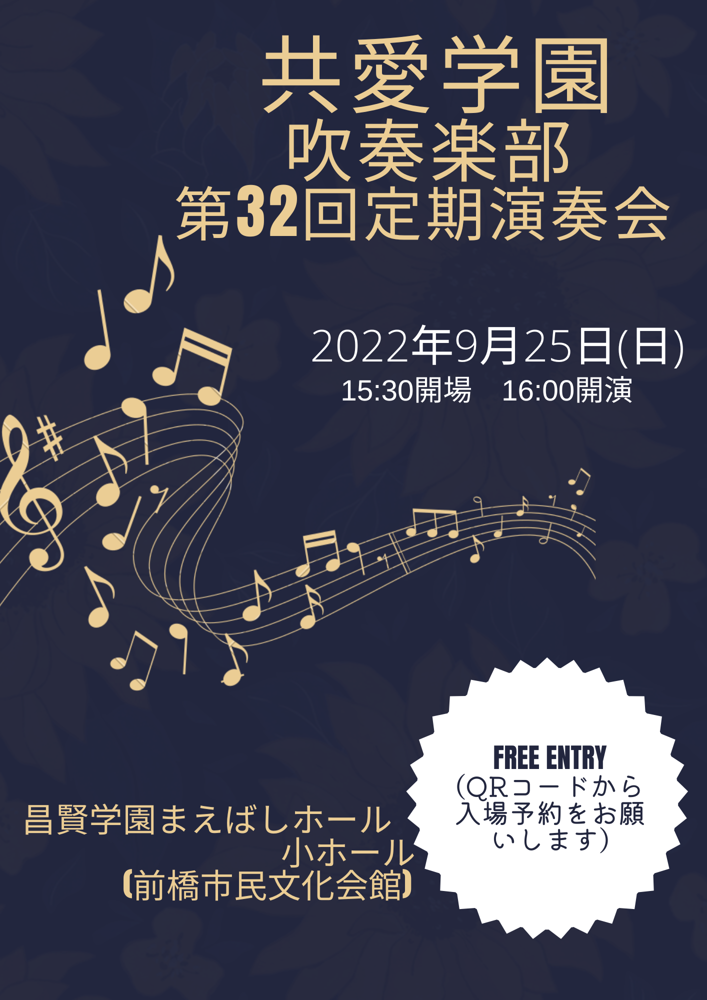 共愛学園
吹奏楽部
第32回定期演奏会
2022年9月25日(日)
15:30開場　16:00開演
FREE ENTRY
(QRコードから
入場予約をお願
いします)
昌賢学園まえばしホール
小ホール
(前橋市民文化会館)